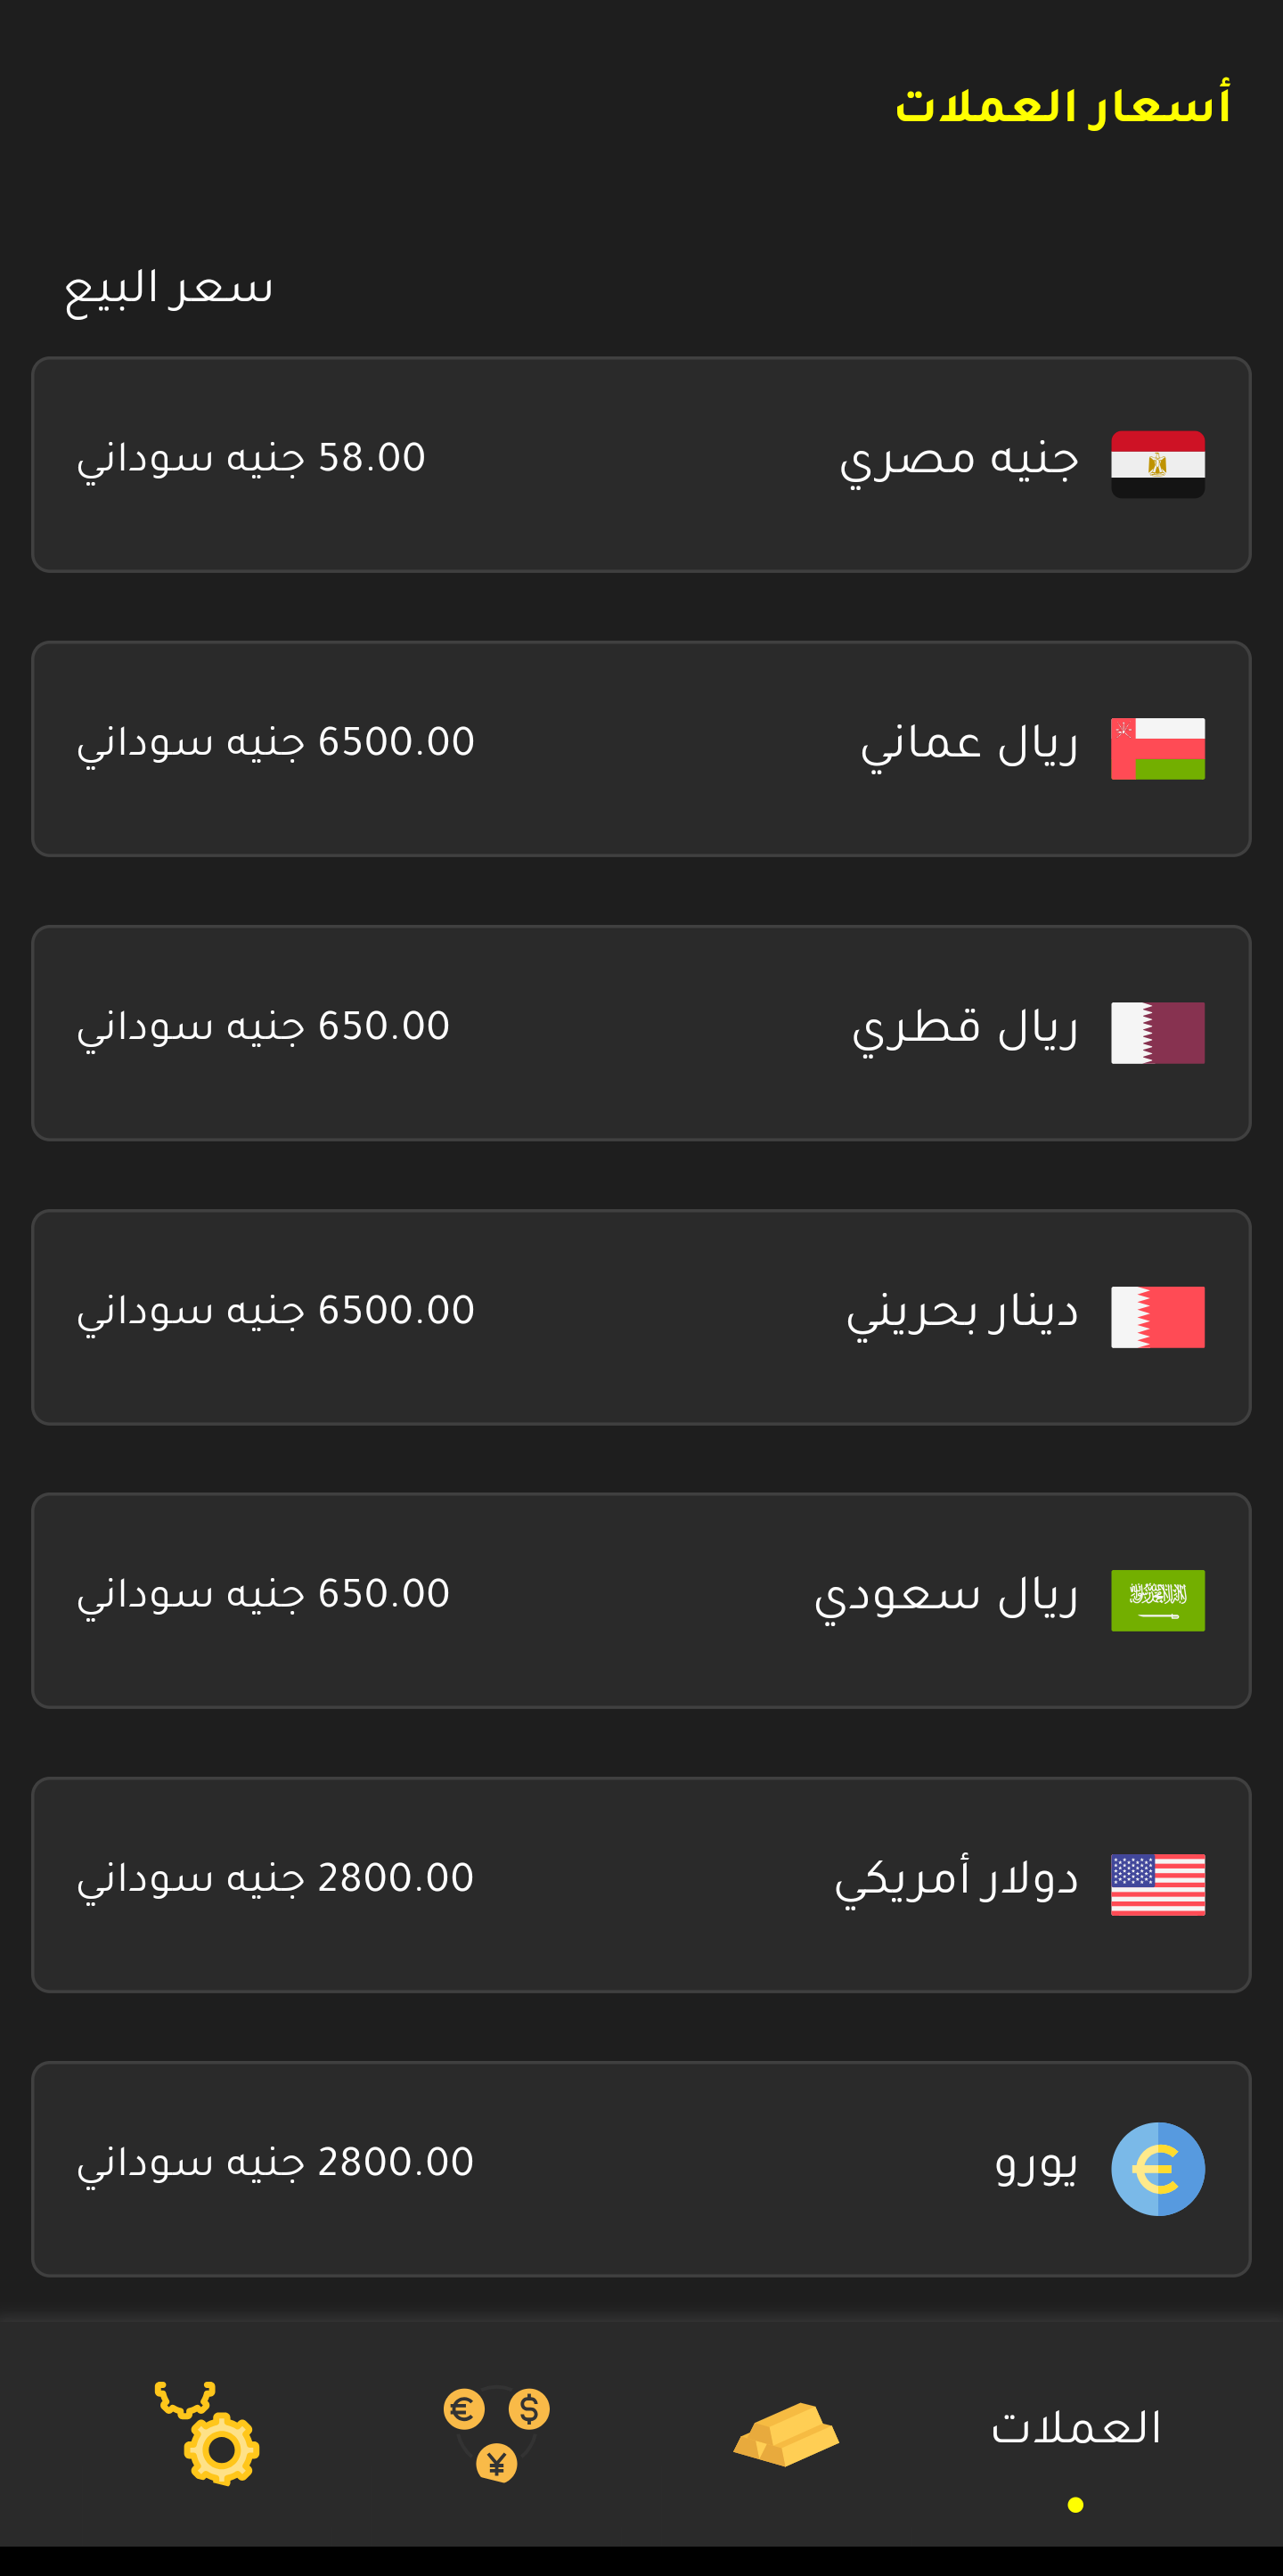 أسعار العملات
سعر البيع
جنيه مصري 58.00 جنيه سوداني
ريال عماني 6500.00 جنيه سوداني
ريال قطري 650.00 جنيه سوداني
دينار بحريني 6500.00 جنيه سوداني
ريال سعودي 650.00 جنيه سوداني
دولار أمريكي 2800.00 جنيه سوداني
يورو 2800.00 جنيه سوداني
العملات